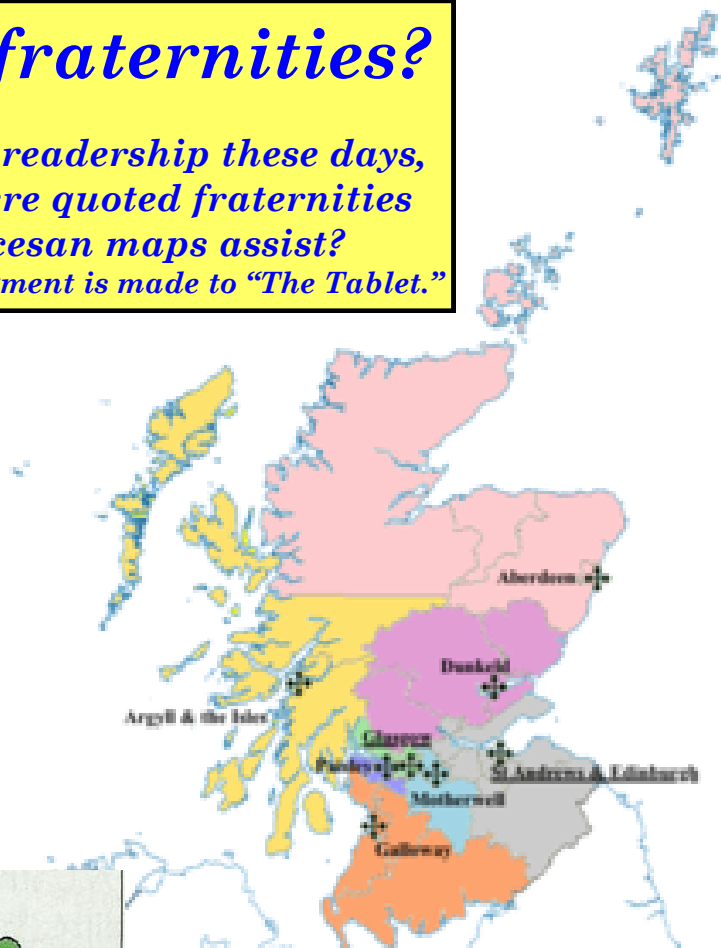 fraternities?
readership these days,
re quoted fraternities
cesan maps assist?
ment is made to “The Tablet.”
Aberdeen
Dunkeld
Argyll & the Isles
Glasgow
Paisley
St Andrews & Edinburgh
Motherwell
Galloway